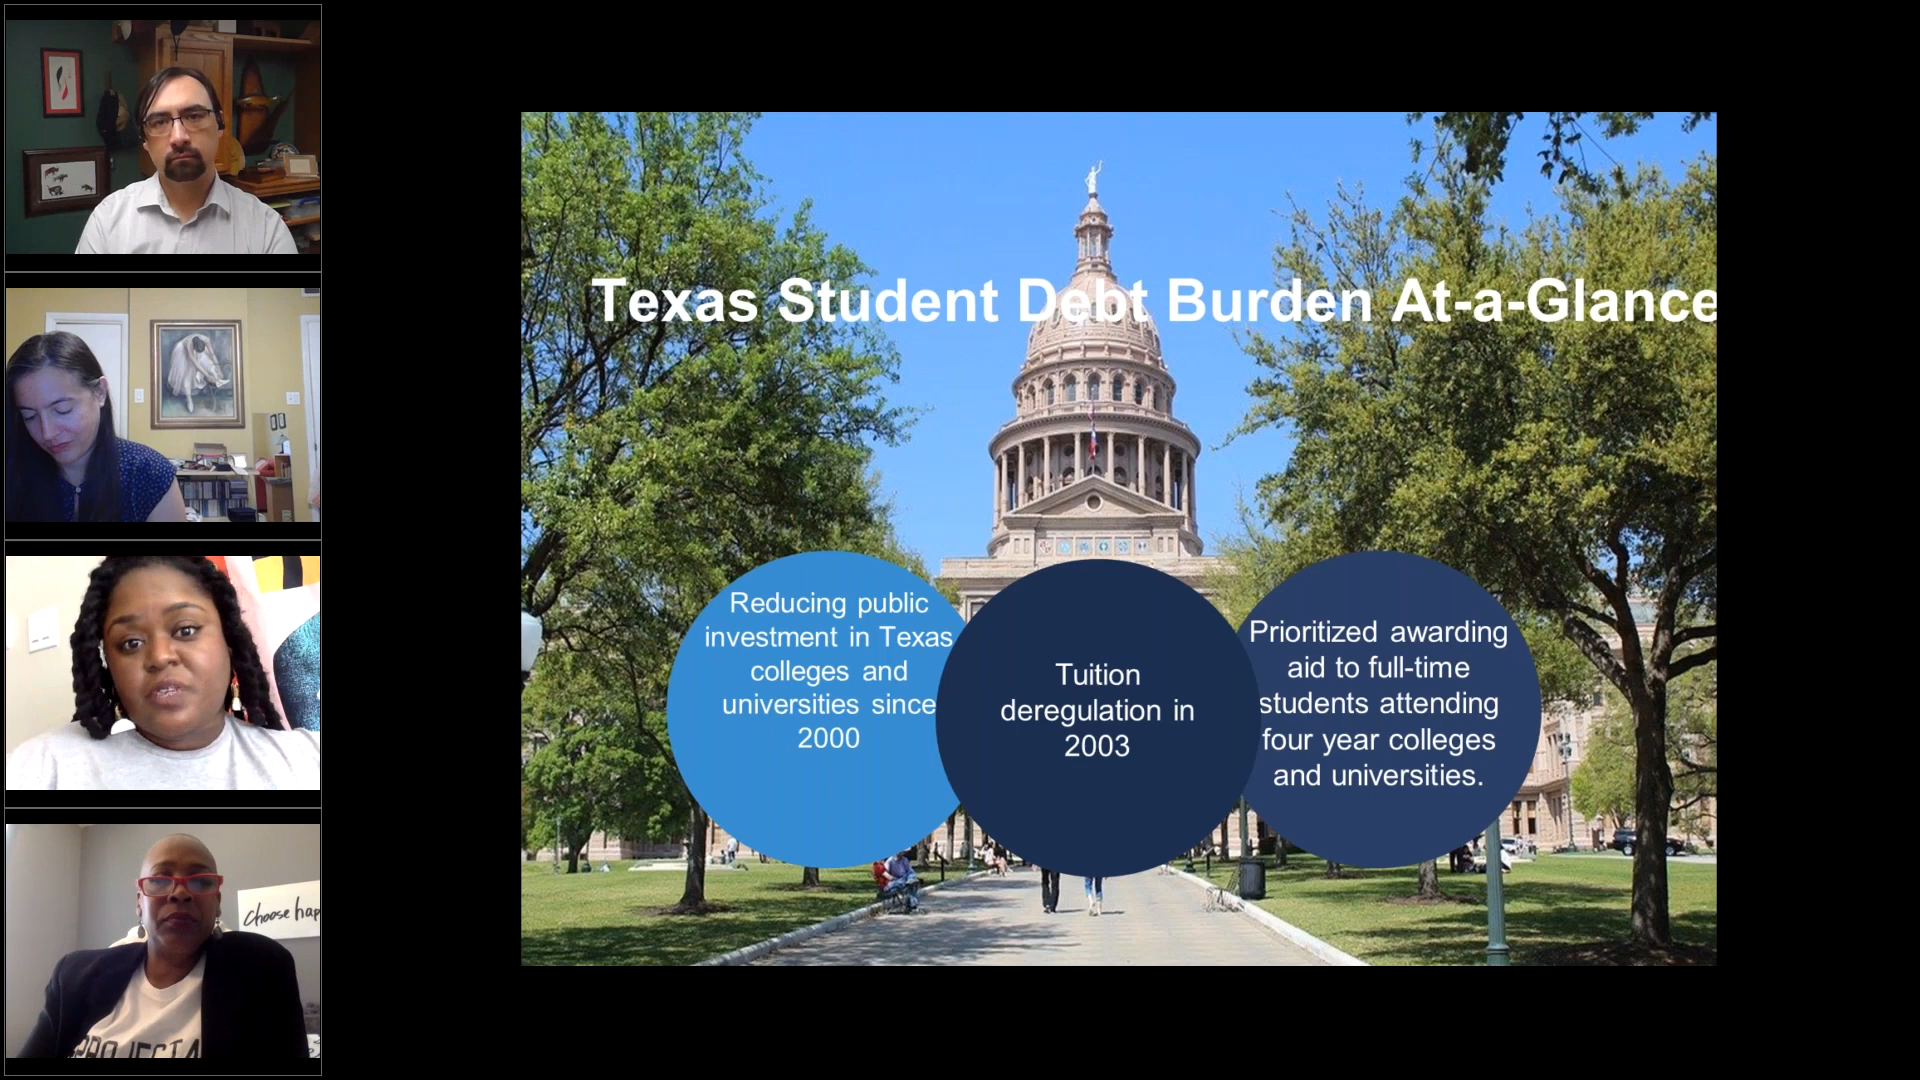 Texas Student Debt Burden At-a-Glance
Reducing public
investment in Texas
colleges and
universities since
2000
Tuition
deregulation in
2003
Prioritized awarding
aid to full-time
students attending
four year colleges
and universities.
Choose hap
PROJECT